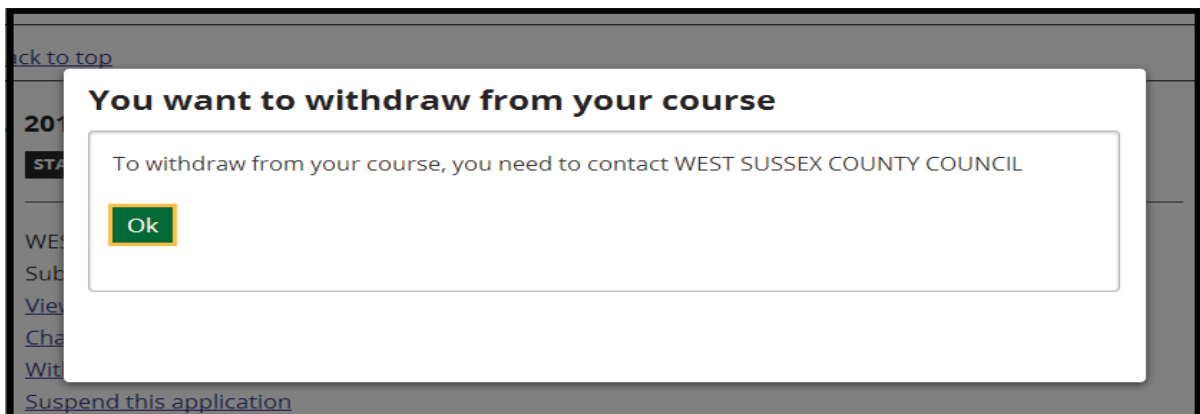 to top
You want to withdraw from your course
To withdraw from your course, you need to contact WEST SUSSEX COUNTY COUNCIL
Ok
Suspend this application